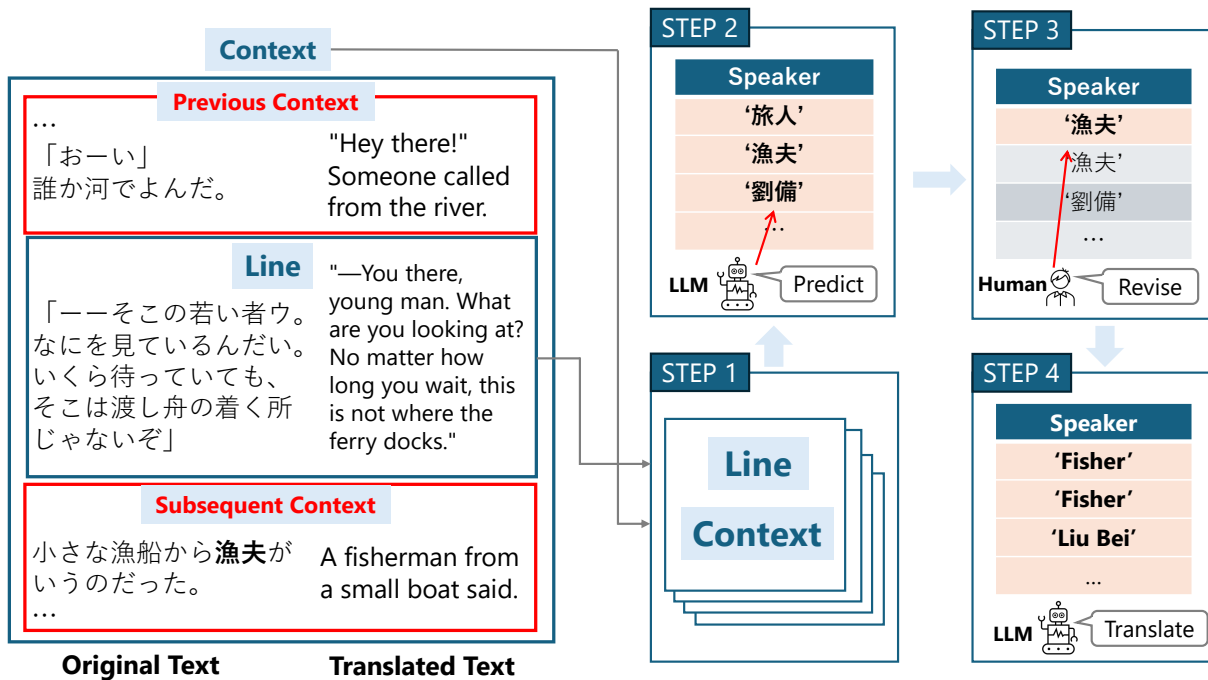 Context
Previous Context
…
「おーい」
誰か河でよんだ。
"Hey there!"
Someone called
from the river.
Line
「ーーそこの若い者ウ。
なにを見ているんだい。
いくら待っていても、
そこは渡し舟の着く所
じゃないぞ」
"—You there,
young man. What
are you looking at?
No matter how
long you wait, this
is not where the
ferry docks."
Subsequent Context
小さな漁船から漁夫が
いうのだった。
…
A fisherman from
a small boat said.
Original Text
Translated Text
STEP 1
Line
Context
STEP 2
Speaker
‘旅人’
‘漁夫’
‘劉備’
…
LLM
Predict
STEP 3
Speaker
‘漁夫’
‘漁夫’
‘劉備’
…
Human
Revise
STEP 4
Speaker
‘Fisher’
‘Fisher’
‘Liu Bei’
…
LLM
Translate